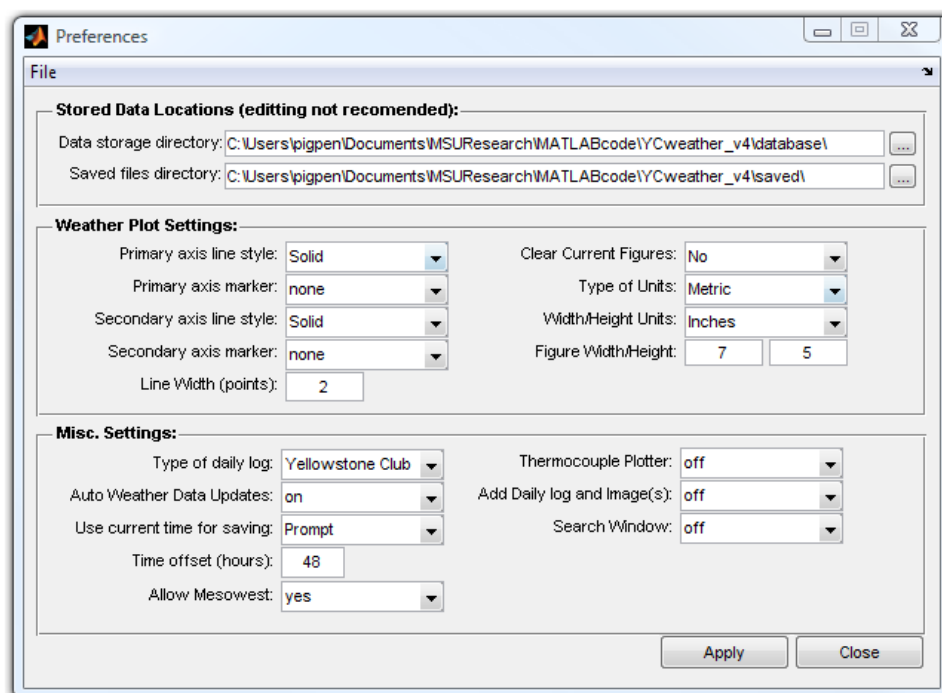 Preferences
File
Stored Data Locations (editting not recomended):
Data storage directory: C:\Users\pigpen\Documents\MSUResearch\MATLABcode\YCweather_v4\database\ ...
Saved files directory: C:\Users\pigpen\Documents\MSUResearch\MATLABcode\YCweather_v4\saved\ ...
Weather Plot Settings:
Primary axis line style: Solid Clear Current Figures: No
Primary axis marker: none Type of Units: Metric
Secondary axis line style: Solid Width/Height Units: Inches
Secondary axis marker: none Figure Width/Height: 7 5
Line Width (points): 2
Misc. Settings:
Type of daily log: Yellowstone Club Thermocouple Plotter: off
Auto Weather Data Updates: on Add Daily log and Image(s): off
Use current time for saving: Prompt Search Window: off
Time offset (hours): 48
Allow Mesowest: yes
Apply Close